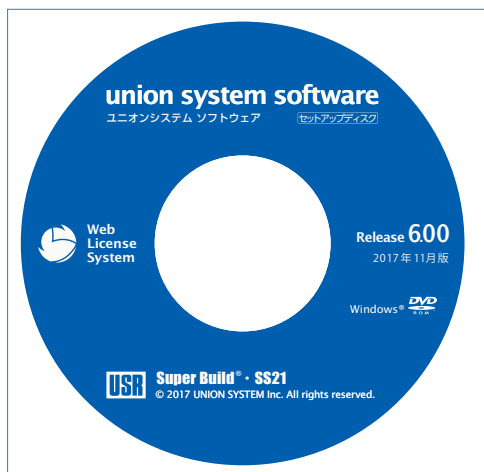 union system software
ユニオンシステム ソフトウェア セットアップディスク
Web
License
System
Release 6.00
2017年11月版
Windows® DVD
ROM
USR Super Build®・SS21
© 2017 UNION SYSTEM Inc. All rights reserved.